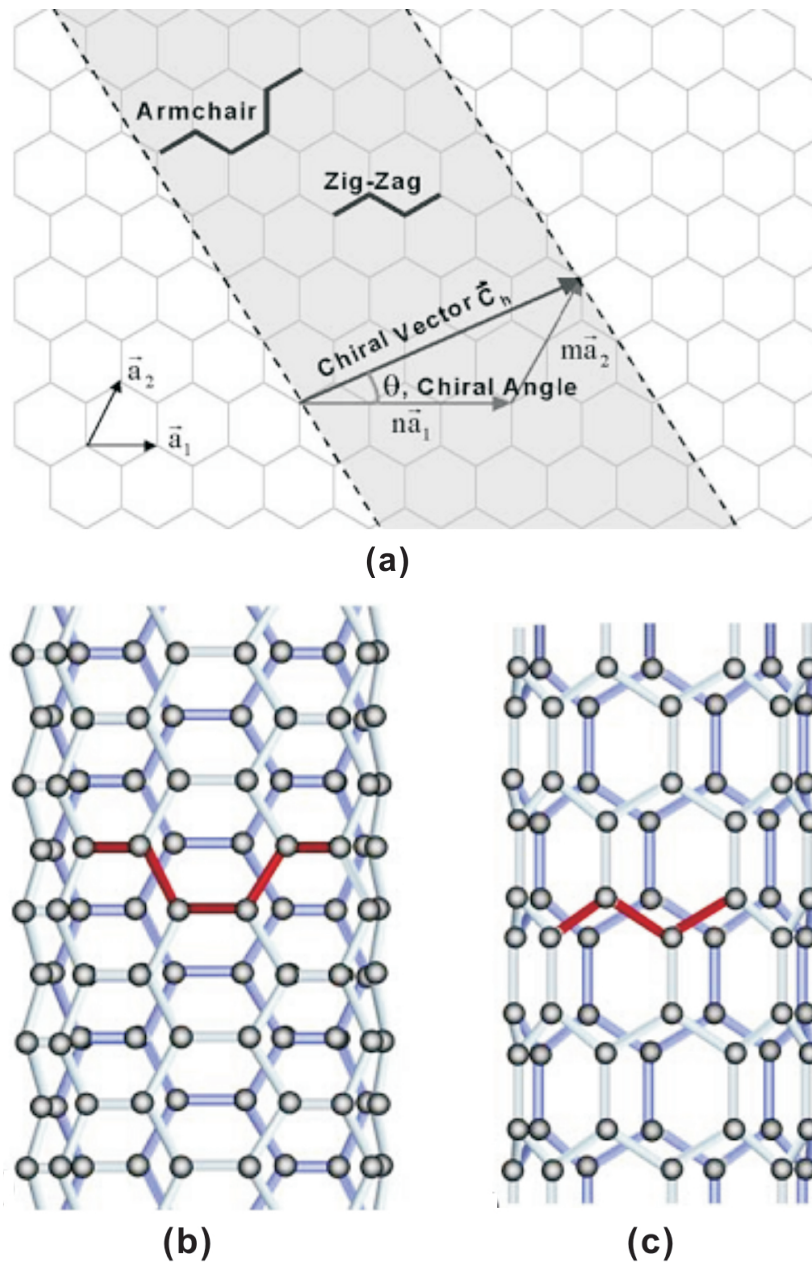 Armchair
Zig-Zag
Chiral Vector C⃗h
θ, Chiral Angle
ma⃗2
na⃗1
a⃗2
a⃗1
(a)
(b)
(c)